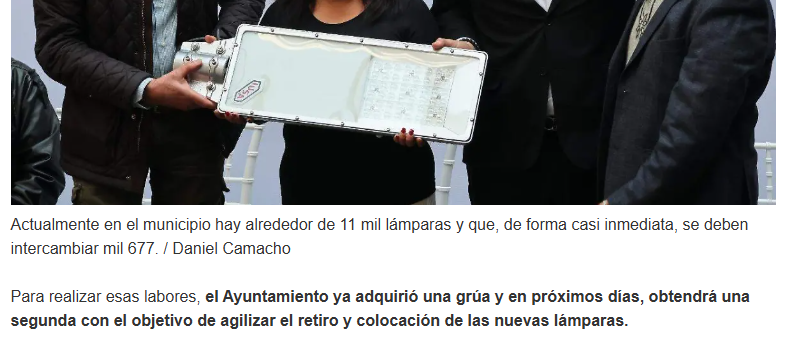 Actualmente en el municipio hay alrededor de 11 mil lámparas y que, de forma casi inmediata, se deben
intercambiar mil 677. / Daniel Camacho
Para realizar esas labores, el Ayuntamiento ya adquirió una grúa y en próximos días, obtendrá una
segunda con el objetivo de agilizar el retiro y colocación de las nuevas lámparas.